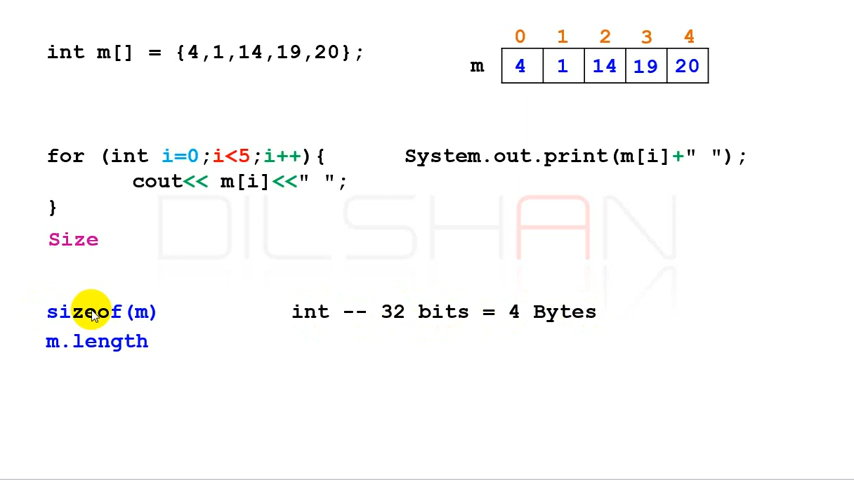 int m[] = {4,1,14,19,20};
0 1 2 3 4
m 4 1 14 19 20
for (int i=0;i<5;i++){ System.out.print(m[i]+" ");
cout<< m[i]<<" ";
}
DILSHAN
Size
sizeof(m) int -- 32 bits = 4 Bytes
m.length